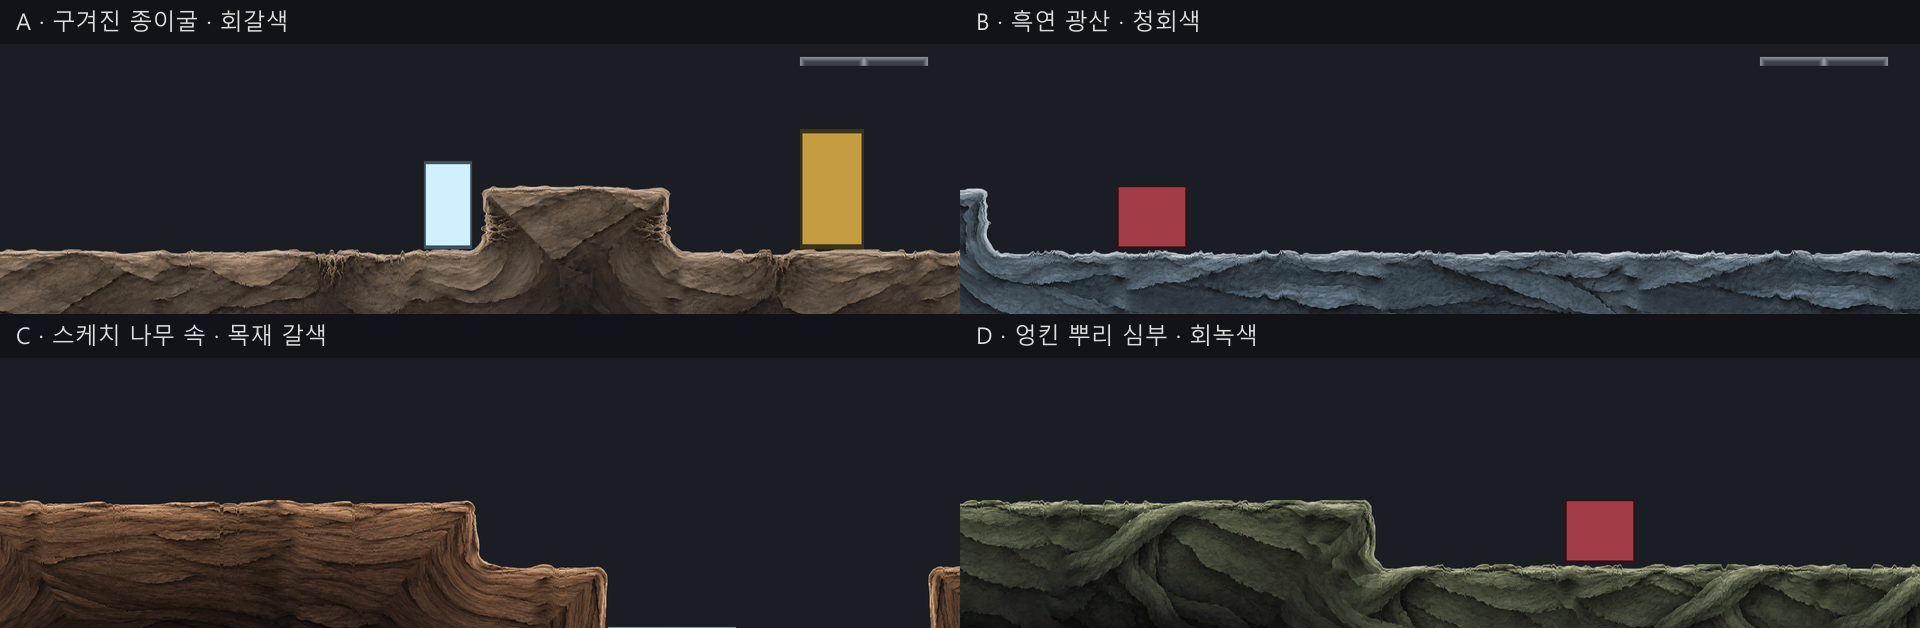 A · 구겨진 종이굴 · 회갈색
B · 흑연 광산 · 청회색
C · 스케치 나무 속 · 목재 갈색
D · 엉킨 뿌리 심부 · 회녹색